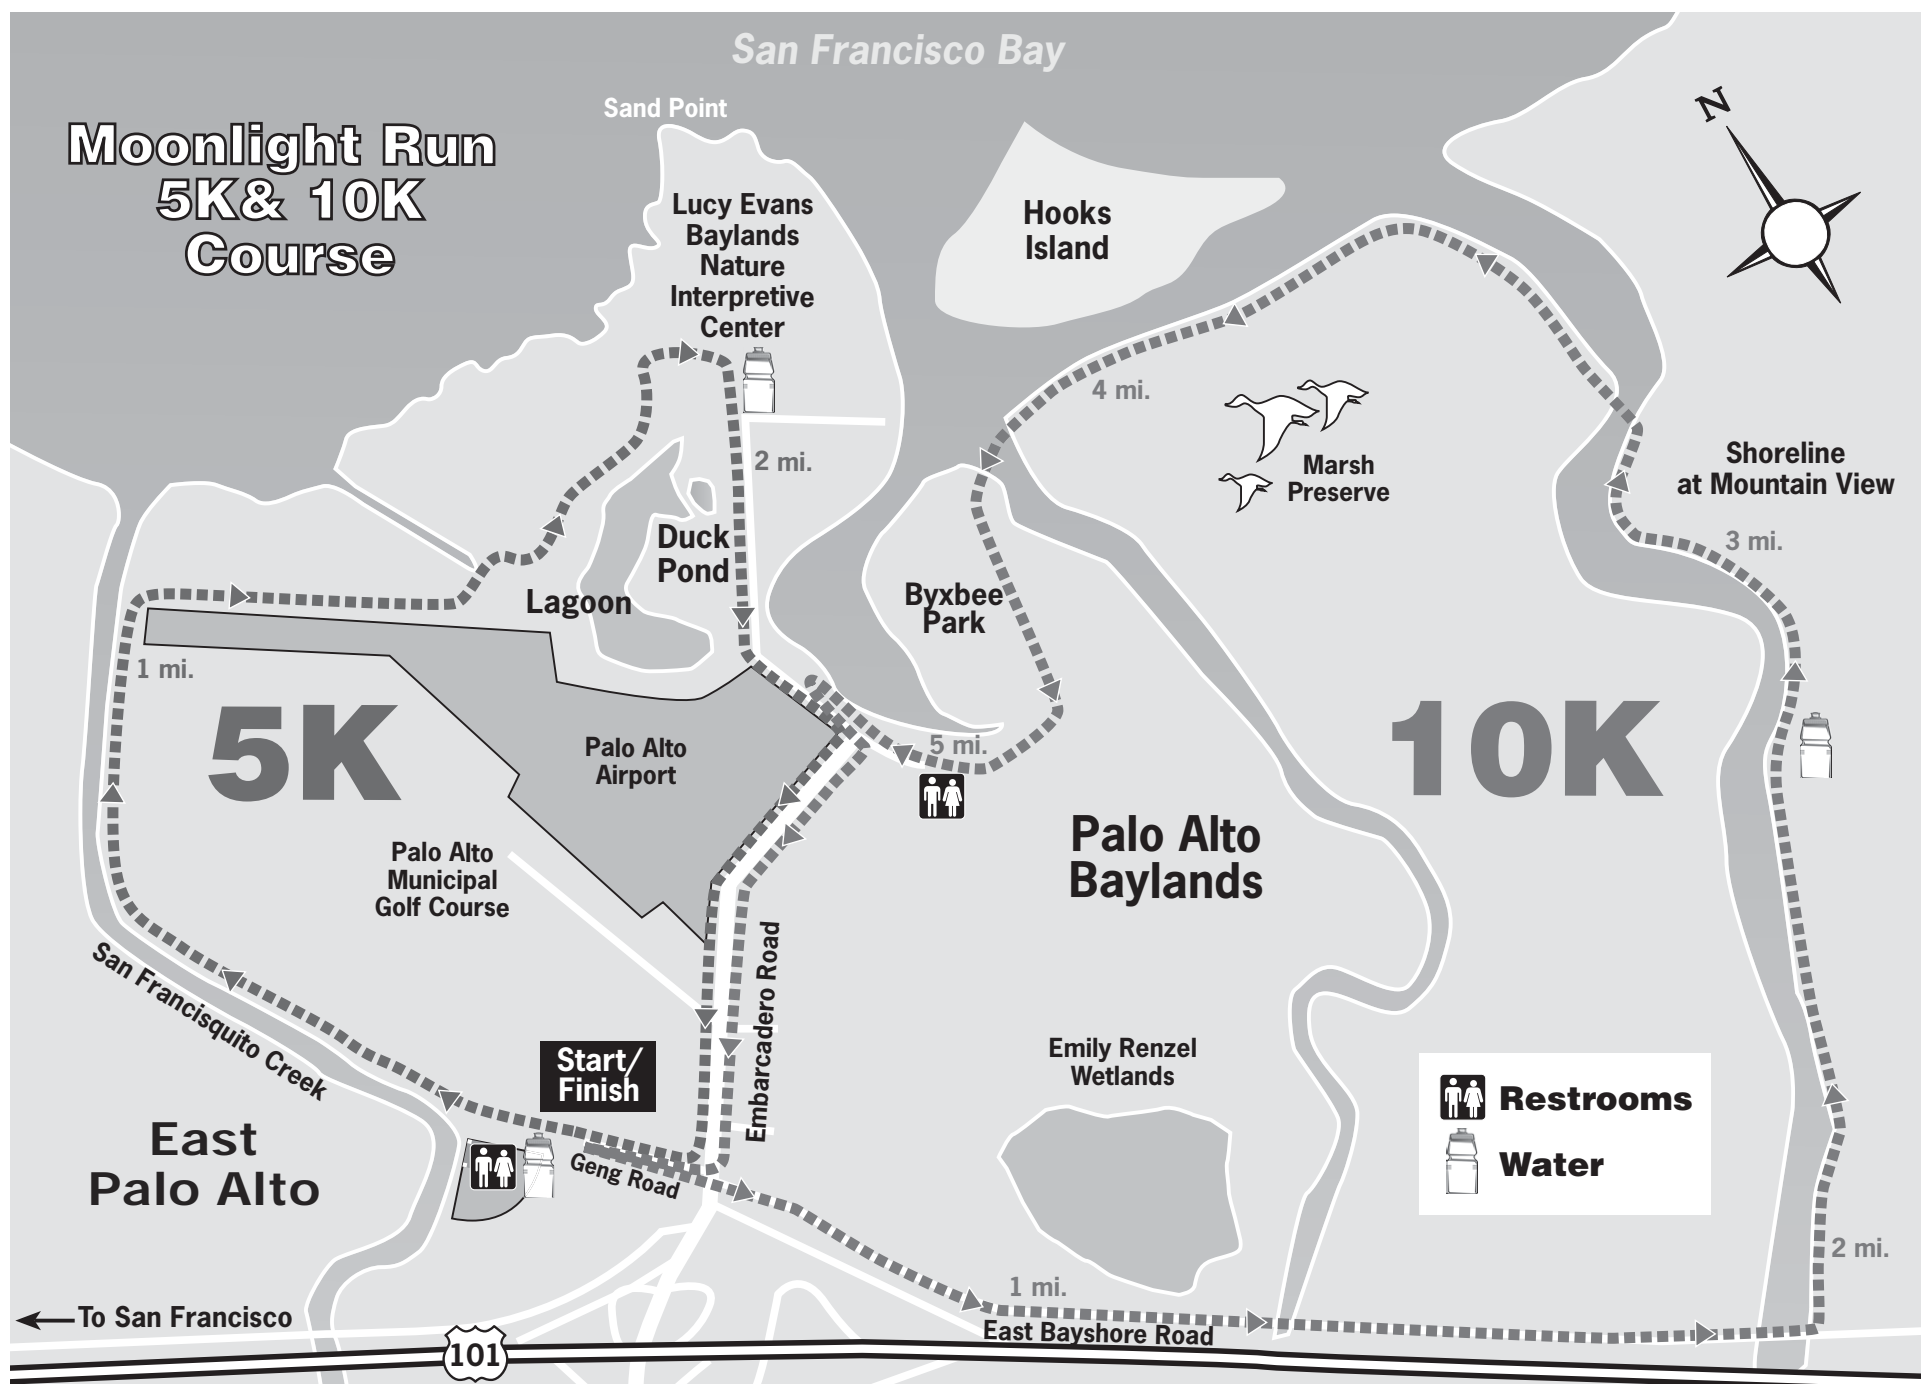 San Francisco Bay
Sand Point
Moonlight Run
5K& 10K
Course
N
Lucy Evans
Baylands
Nature
Interpretive
Center
Hooks
Island
4 mi.
Marsh
Preserve
Shoreline
at Mountain View
2 mi.
3 mi.
Duck
Pond
Lagoon
Byxbee
Park
1 mi.
5K
10K
Palo Alto
Airport
5 mi.
Palo Alto
Municipal
Golf Course
Palo Alto
Baylands
San Francisquito Creek
Embarcadero Road
Start/
Finish
Emily Renzel
Wetlands
Restrooms
Water
East
Palo Alto
Geng Road
2 mi.
1 mi.
To San Francisco
East Bayshore Road
101